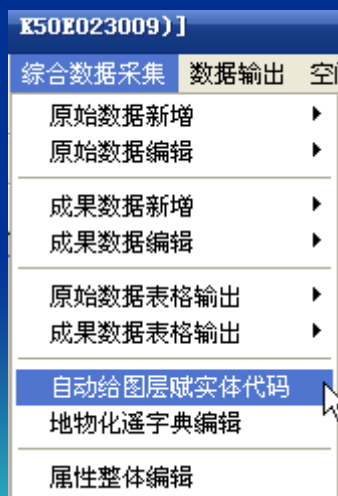 K50E023009)]
综合数据采集 数据输出
原始数据新增
原始数据编辑
成果数据新增
成果数据编辑
原始数据表格输出
成果数据表格输出
自动给图层赋实体代码
地物化遥字典编辑
属性整体编辑